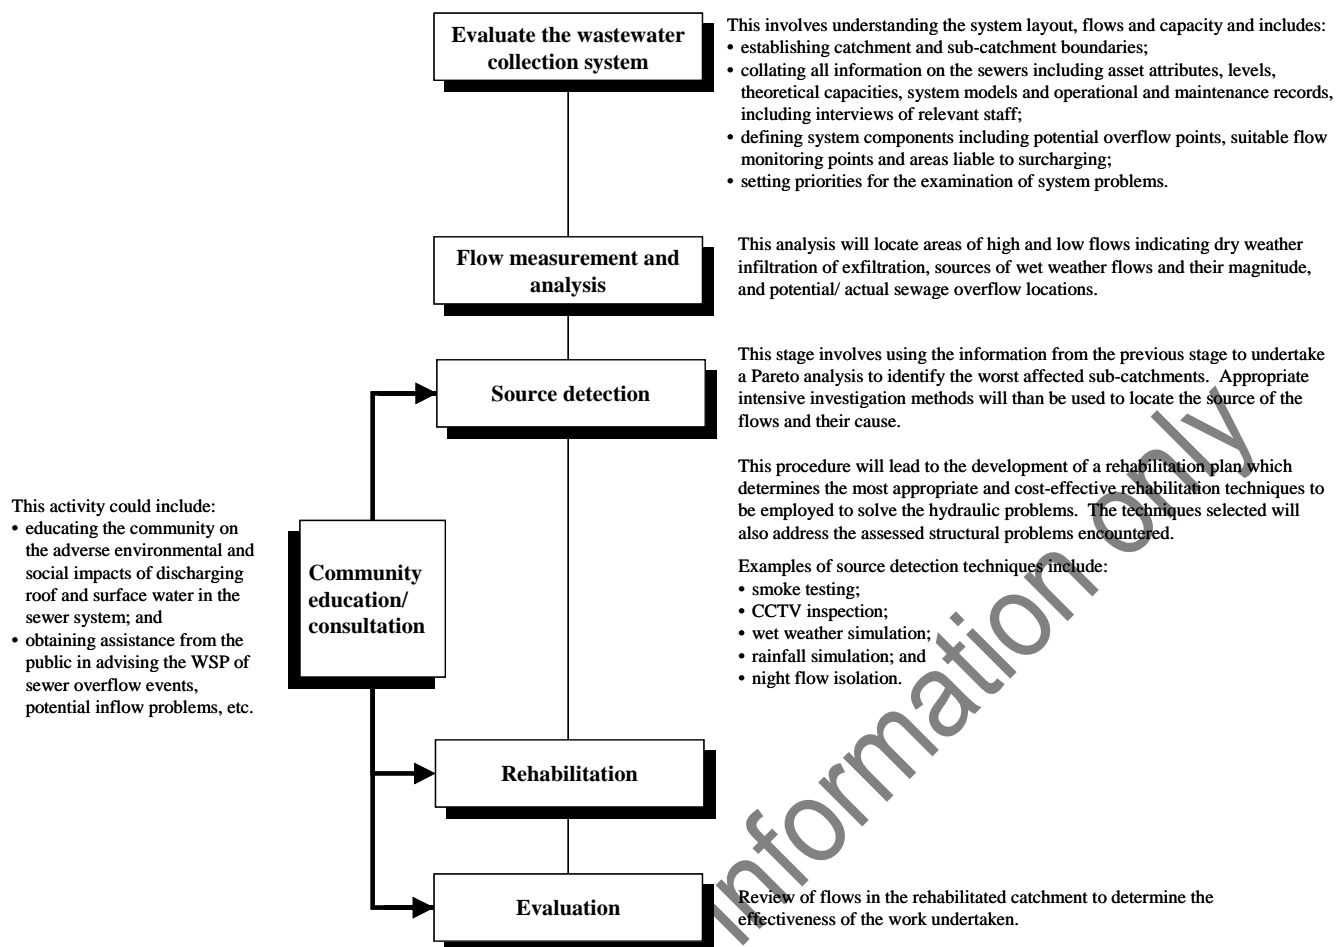 Evaluate the wastewater
collection system
This involves understanding the system layout, flows and capacity and includes:
• establishing catchment and sub-catchment boundaries;
• collating all information on the sewers including asset attributes, levels,
theoretical capacities, system models and operational and maintenance records,
including interviews of relevant staff;
• defining system components including potential overflow points, suitable flow
monitoring points and areas liable to surcharging;
• setting priorities for the examination of system problems.
Flow measurement and
analysis
This analysis will locate areas of high and low flows indicating dry weather
infiltration of exfiltration, sources of wet weather flows and their magnitude,
and potential/ actual sewage overflow locations.
Source detection
This stage involves using the information from the previous stage to undertake
a Pareto analysis to identify the worst affected sub-catchments. Appropriate
intensive investigation methods will than be used to locate the source of the
flows and their cause.
This procedure will lead to the development of a rehabilitation plan which
determines the most appropriate and cost-effective rehabilitation techniques to
be employed to solve the hydraulic problems. The techniques selected will
also address the assessed structural problems encountered.
Examples of source detection techniques include:
• smoke testing;
• CCTV inspection;
• wet weather simulation;
• rainfall simulation; and
• night flow isolation.
This activity could include:
• educating the community on
the adverse environmental and
social impacts of discharging
roof and surface water in the
sewer system; and
• obtaining assistance from the
public in advising the WSP of
sewer overflow events,
potential inflow problems, etc.
Community
education/
consultation
Rehabilitation
Evaluation
Review of flows in the rehabilitated catchment to determine the
effectiveness of the work undertaken.
information only